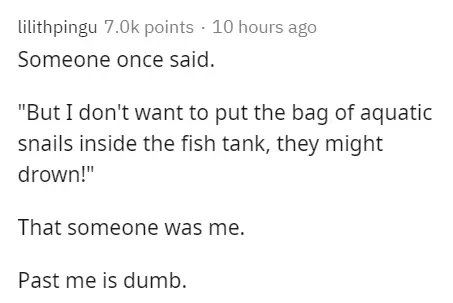 lilithpingu 7.0k points · 10 hours ago
Someone once said.
"But I don't want to put the bag of aquatic
snails inside the fish tank, they might
drown!"
That someone was me.
Past me is dumb.